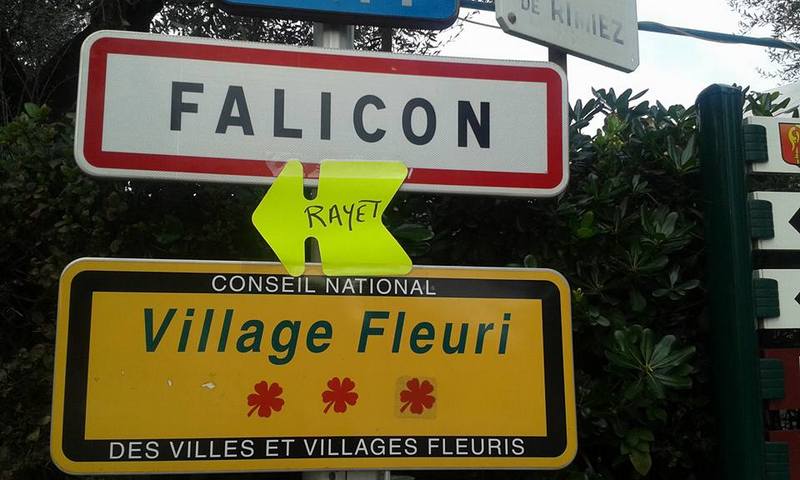 DE RIMIEZ
FALICON
RAYET
CONSEIL NATIONAL
Village Fleuri
DES VILLES ET VILLAGES FLEURIS